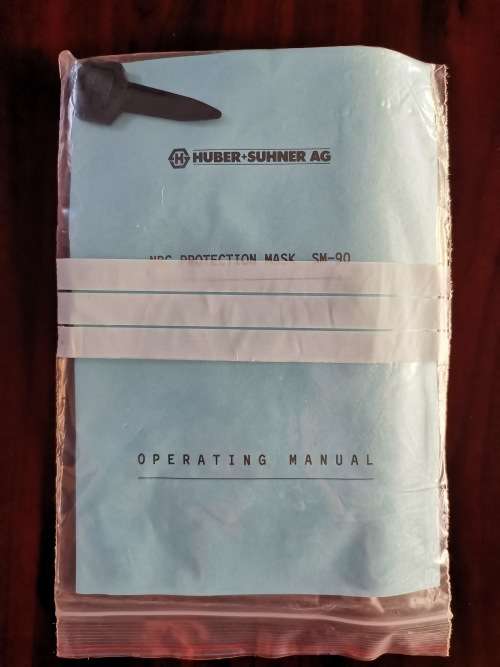 H HUBER+SUHNER AG
NBC PROTECTION MASK SM-90
OPERATING MANUAL